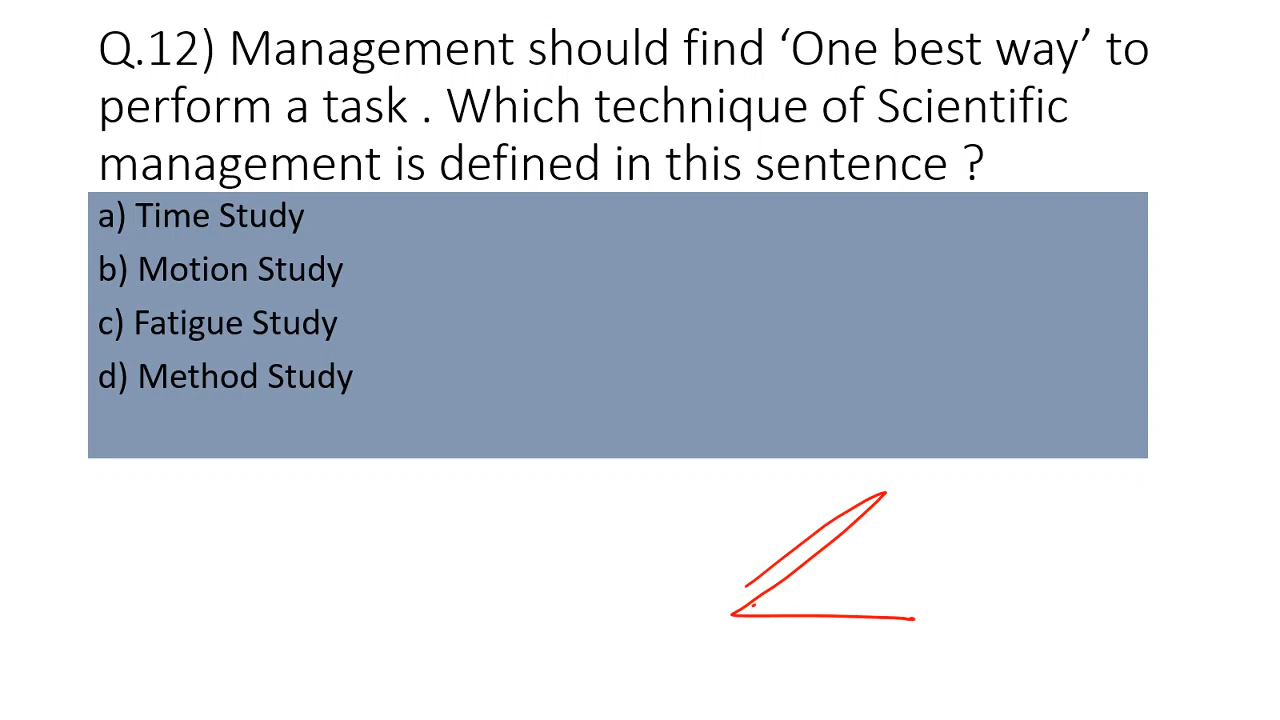 Q.12) Management should find ‘One best way’ to
perform a task . Which technique of Scientific
management is defined in this sentence ?
a) Time Study
b) Motion Study
c) Fatigue Study
d) Method Study